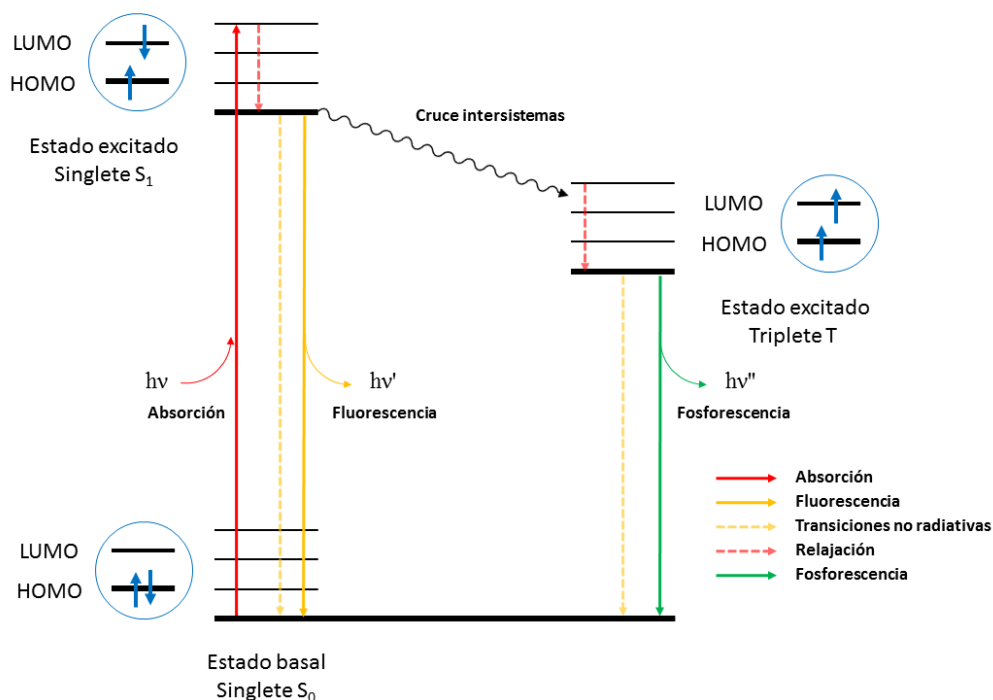 LUMO
HOMO
Estado excitado
Singlete S₁
Cruce intersistemas
LUMO
HOMO
Estado excitado
Triplete T
hν
Absorción
hν'
Fluorescencia
hν"
Fosforescencia
Absorción
Fluorescencia
Transiciones no radiativas
Relajación
Fosforescencia
LUMO
HOMO
Estado basal
Singlete S₀